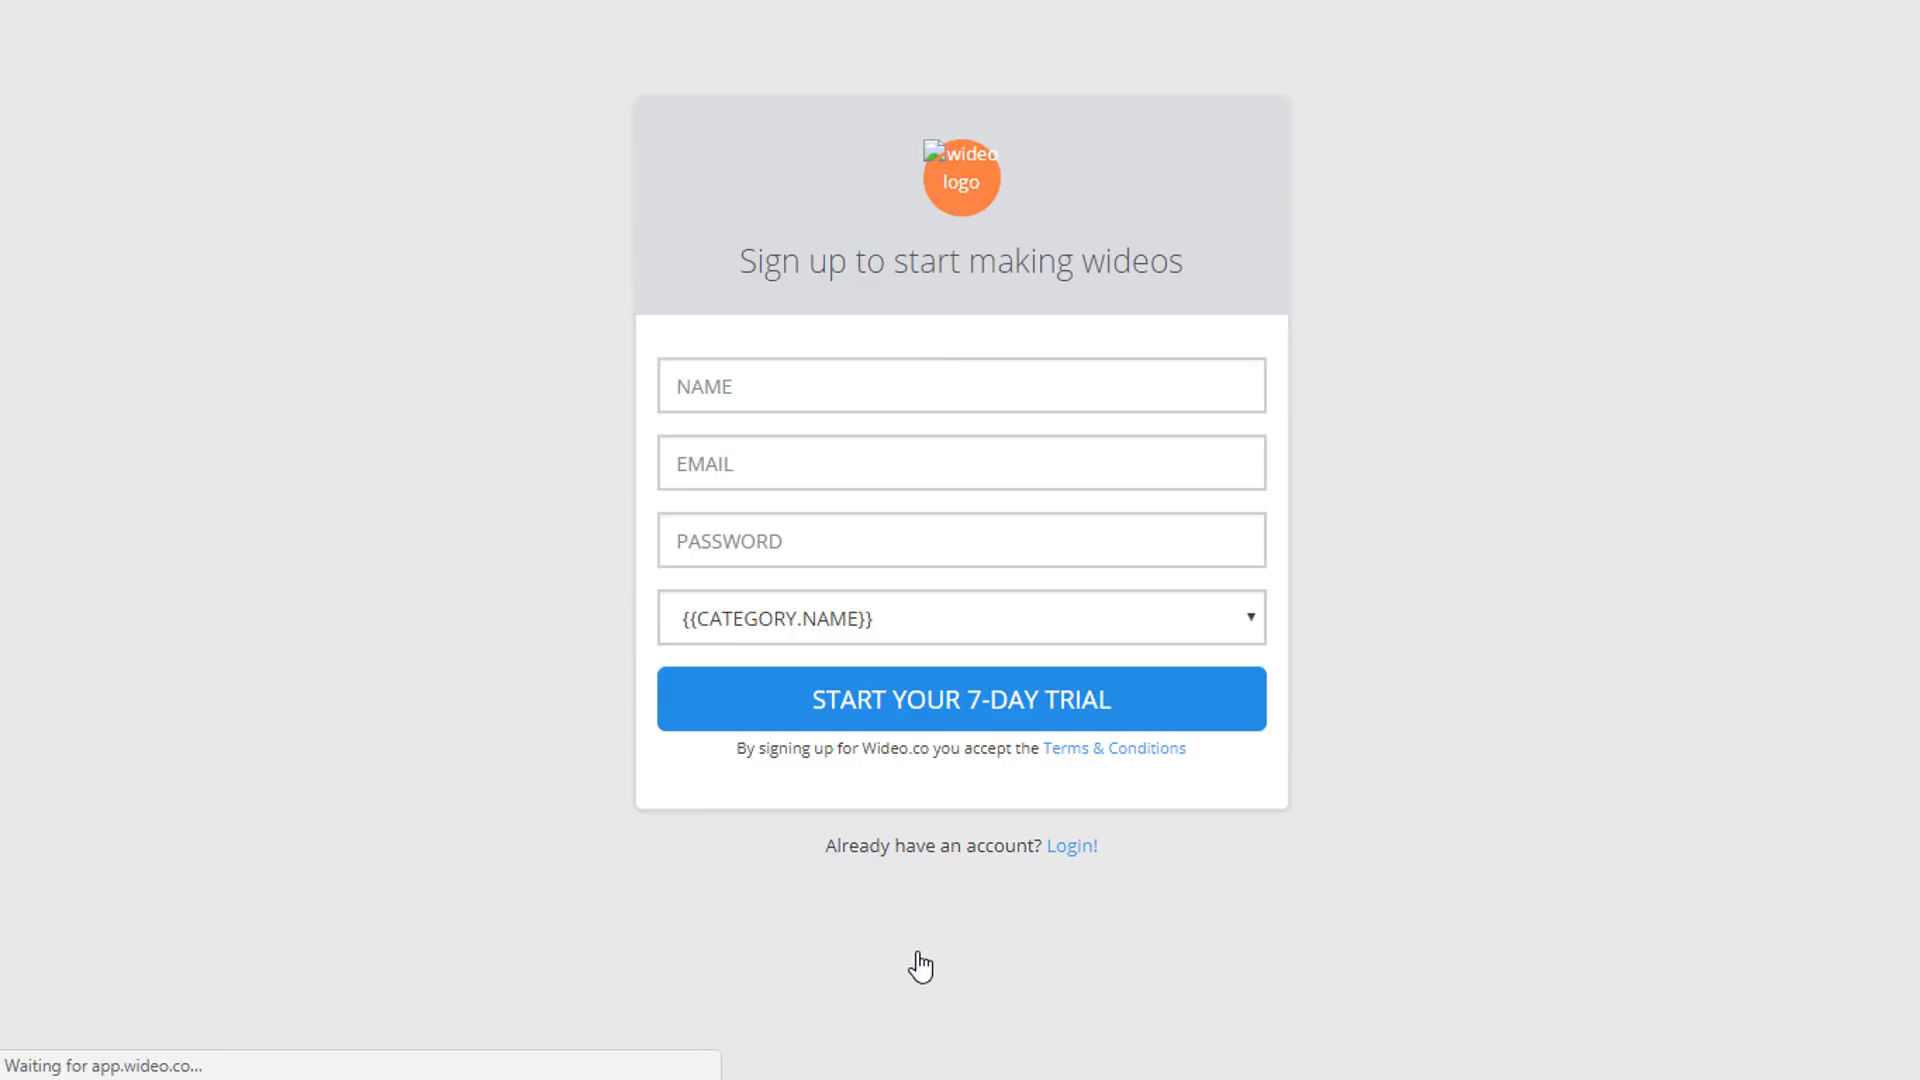 wideo
logo
Sign up to start making wideos
NAME
EMAIL
PASSWORD
{{CATEGORY.NAME}}
START YOUR 7-DAY TRIAL
By signing up for Wideo.co you accept the Terms & Conditions
Already have an account? Login!
Waiting for app.wideo.co...